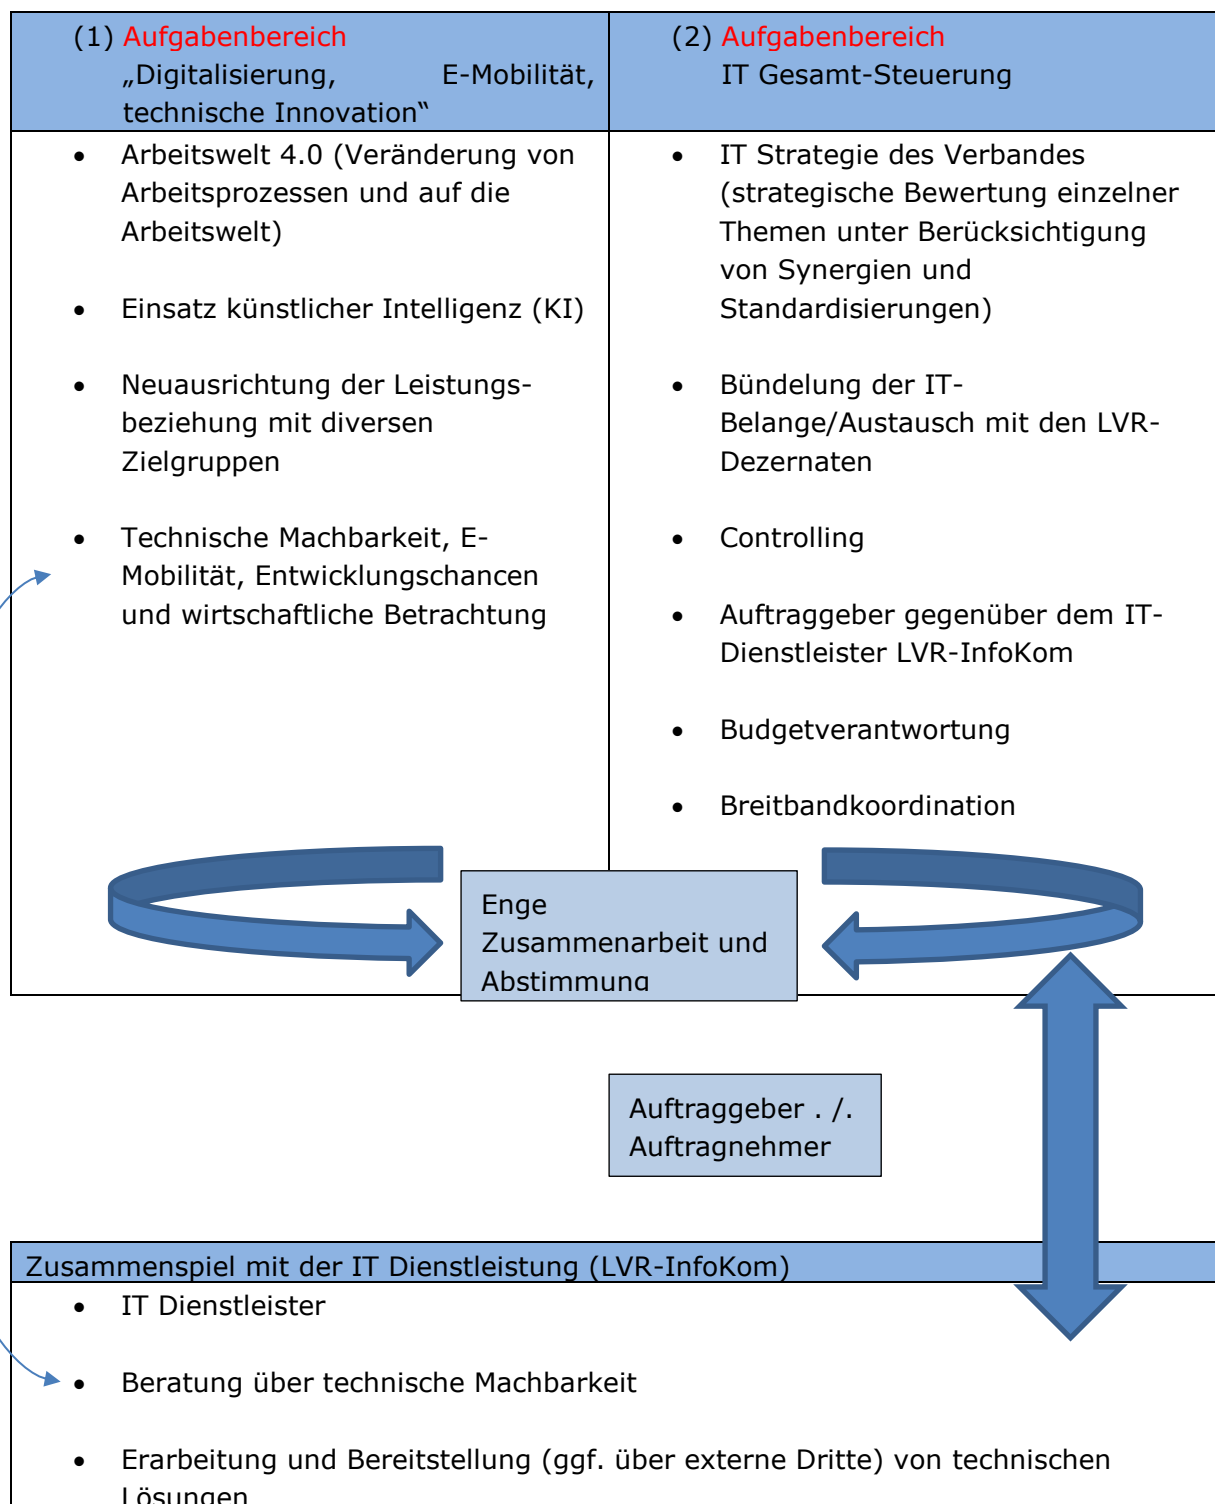 (1) Aufgabenbereich
„Digitalisierung, E-Mobilität,
technische Innovation“
• Arbeitswelt 4.0 (Veränderung von
Arbeitsprozessen und auf die
Arbeitswelt)
• Einsatz künstlicher Intelligenz (KI)
• Neuausrichtung der Leistungs-
beziehung mit diversen
Zielgruppen
• Technische Machbarkeit, E-
Mobilität, Entwicklungschancen
und wirtschaftliche Betrachtung
(2) Aufgabenbereich
IT Gesamt-Steuerung
• IT Strategie des Verbandes
(strategische Bewertung einzelner
Themen unter Berücksichtigung
von Synergien und
Standardisierungen)
• Bündelung der IT-
Belange/Austausch mit den LVR-
Dezernaten
• Controlling
• Auftraggeber gegenüber dem IT-
Dienstleister LVR-InfoKom
• Budgetverantwortung
• Breitbandkoordination
Enge
Zusammenarbeit und
Abstimmung
Auftraggeber . /.
Auftragnehmer
Zusammenspiel mit der IT Dienstleistung (LVR-InfoKom)
• IT Dienstleister
• Beratung über technische Machbarkeit
• Erarbeitung und Bereitstellung (ggf. über externe Dritte) von technischen
Lösungen